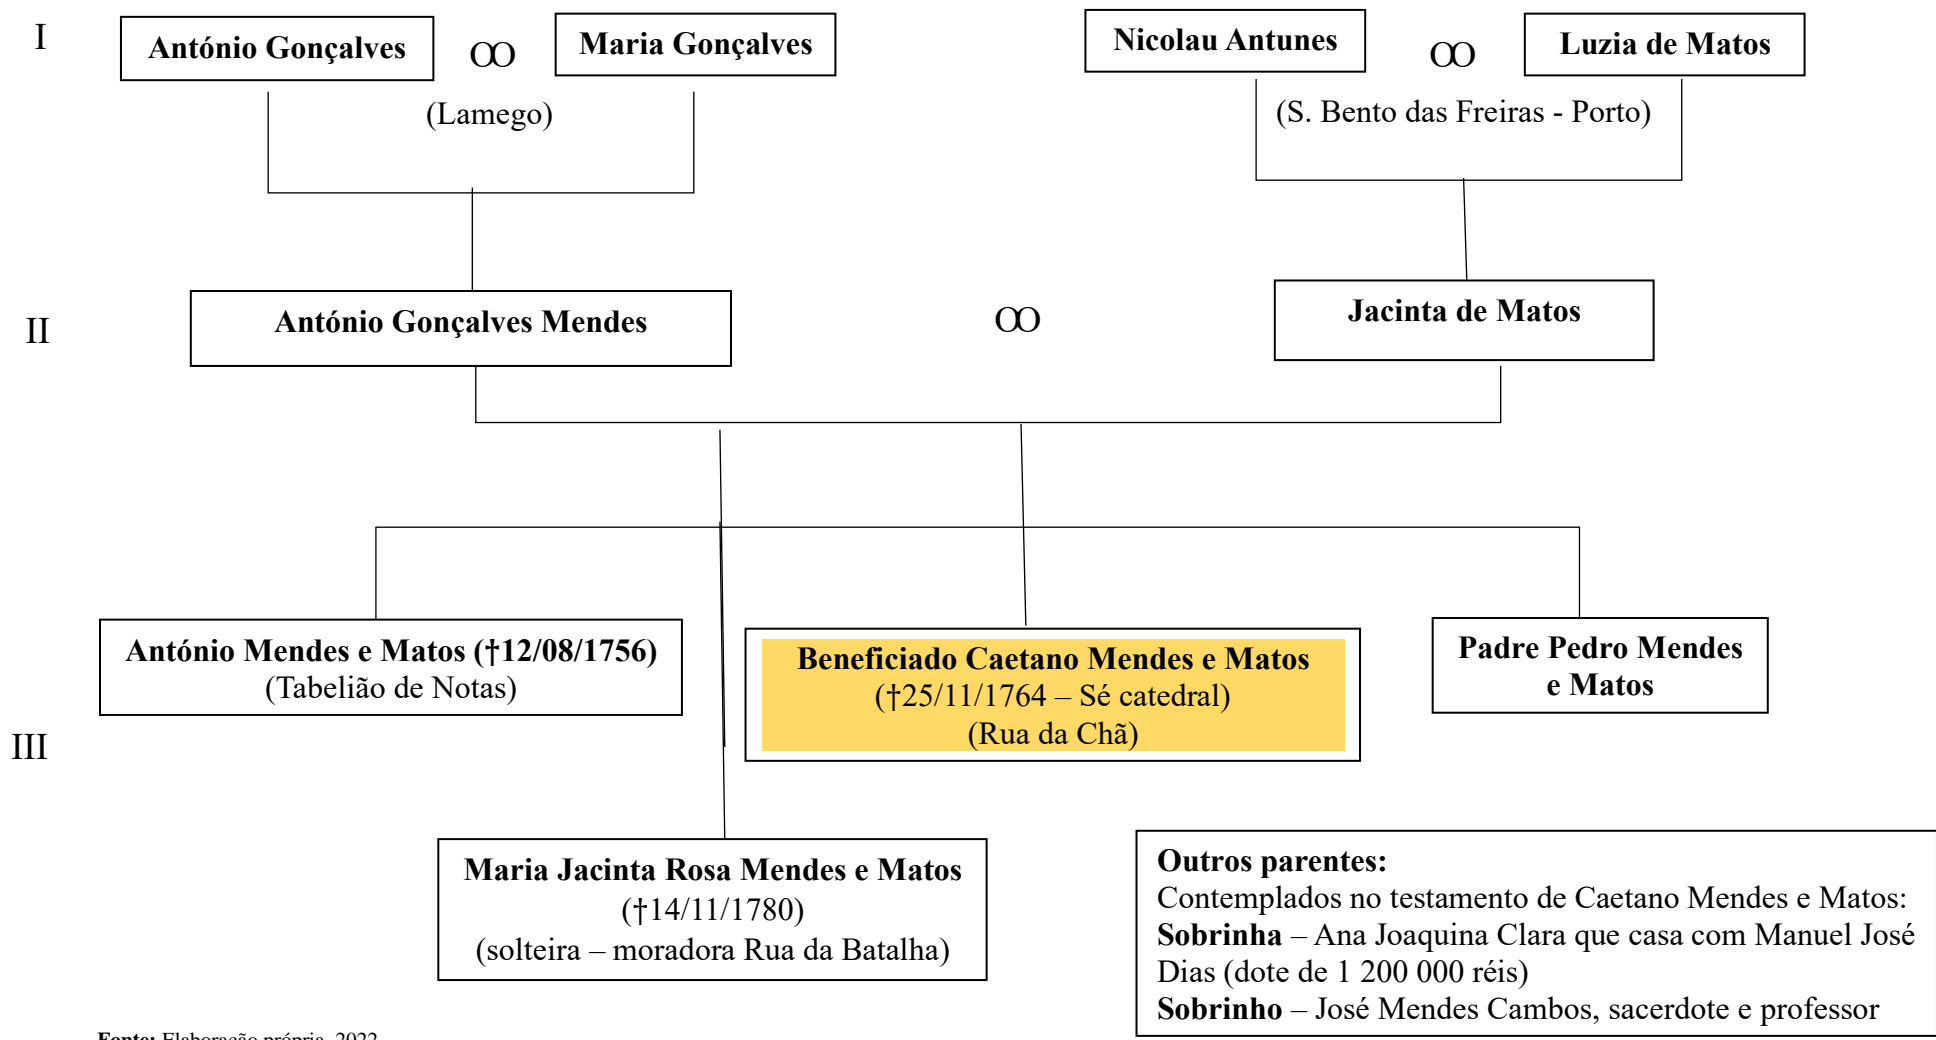 I
António Gonçalves
∞
Maria Gonçalves
(Lamego)
Nicolau Antunes
∞
Luzia de Matos
(S. Bento das Freiras - Porto)
II
António Gonçalves Mendes
∞
Jacinta de Matos
III
António Mendes e Matos (†12/08/1756)
(Tabelião de Notas)
Beneficiado Caetano Mendes e Matos
(†25/11/1764 – Sé catedral)
(Rua da Chã)
Padre Pedro Mendes
e Matos
Maria Jacinta Rosa Mendes e Matos
(†14/11/1780)
(solteira – moradora Rua da Batalha)
Outros parentes:
Contemplados no testamento de Caetano Mendes e Matos:
Sobrinha – Ana Joaquina Clara que casa com Manuel José
Dias (dote de 1 200 000 réis)
Sobrinho – José Mendes Cambos, sacerdote e professor
Fonte: Elaboração própria, 2022